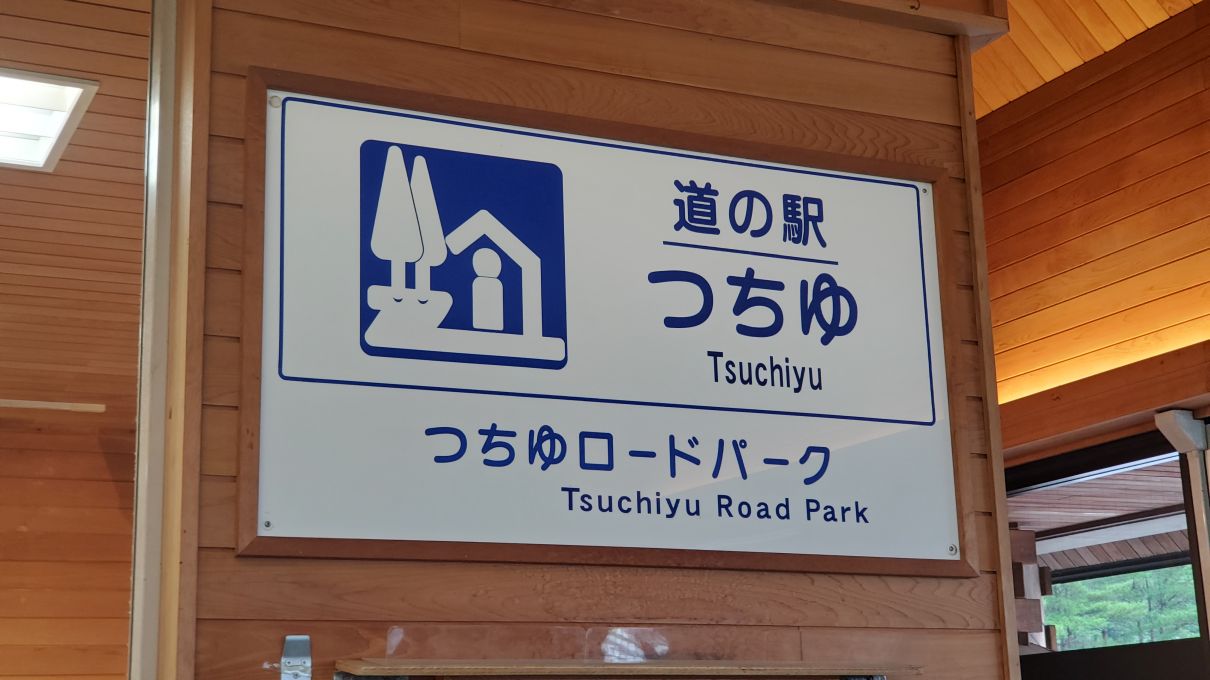 道の駅
つちゆ
Tsuchiyu
つちゆロードパーク
Tsuchiyu Road Park